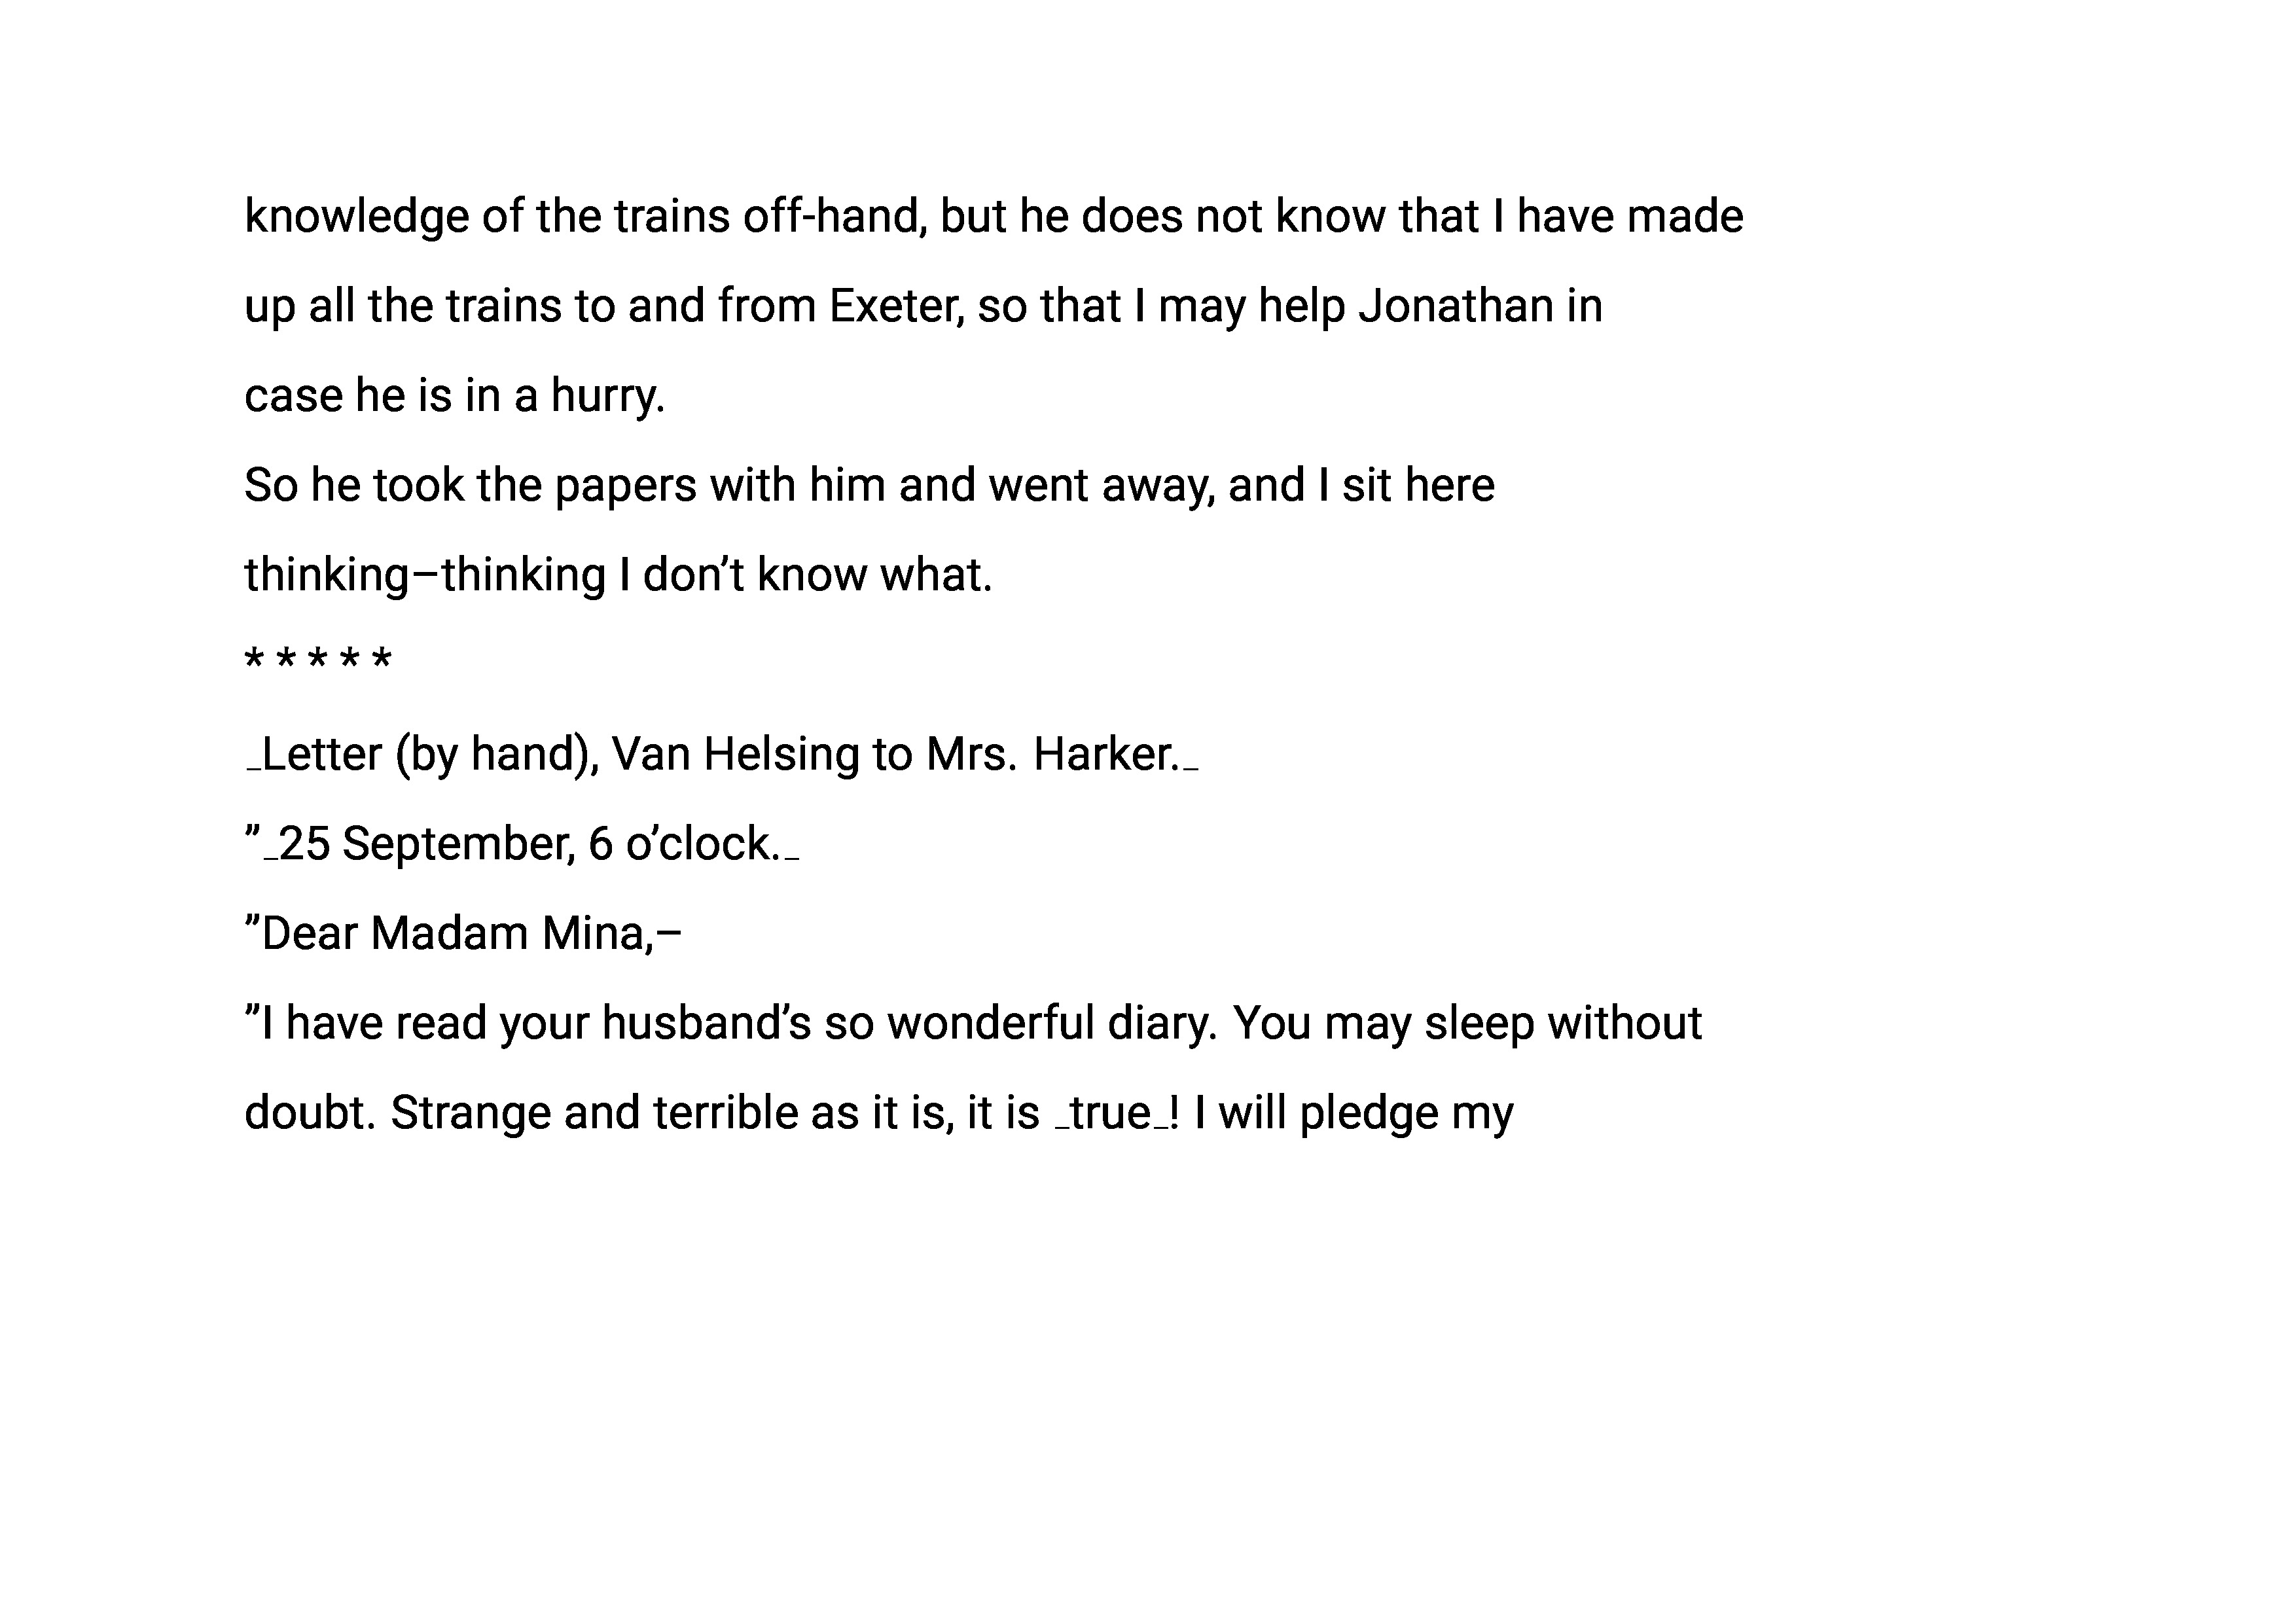 knowledge of the trains off-hand, but he does not know that I have made
up all the trains to and from Exeter, so that I may help Jonathan in
case he is in a hurry.
So he took the papers with him and went away, and I sit here
thinking–thinking I don’t know what.
* * * * *
_Letter (by hand), Van Helsing to Mrs. Harker._
”_25 September, 6 o’clock._
”Dear Madam Mina,–
”I have read your husband’s so wonderful diary. You may sleep without
doubt. Strange and terrible as it is, it is _true_! I will pledge my